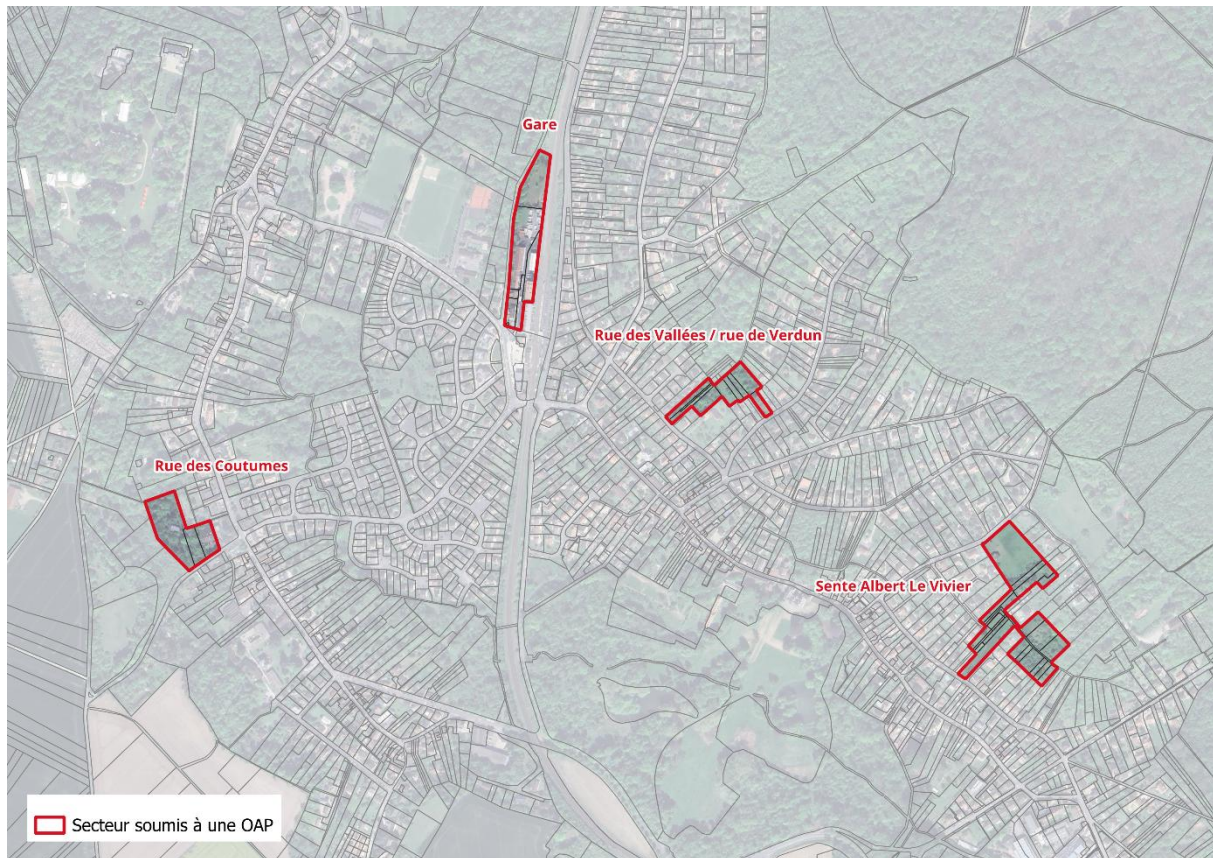 Gare
Rue des Vallées / rue de Verdun
Rue des Coutumes
Sente Albert Le Vivier
Secteur soumis à une OAP